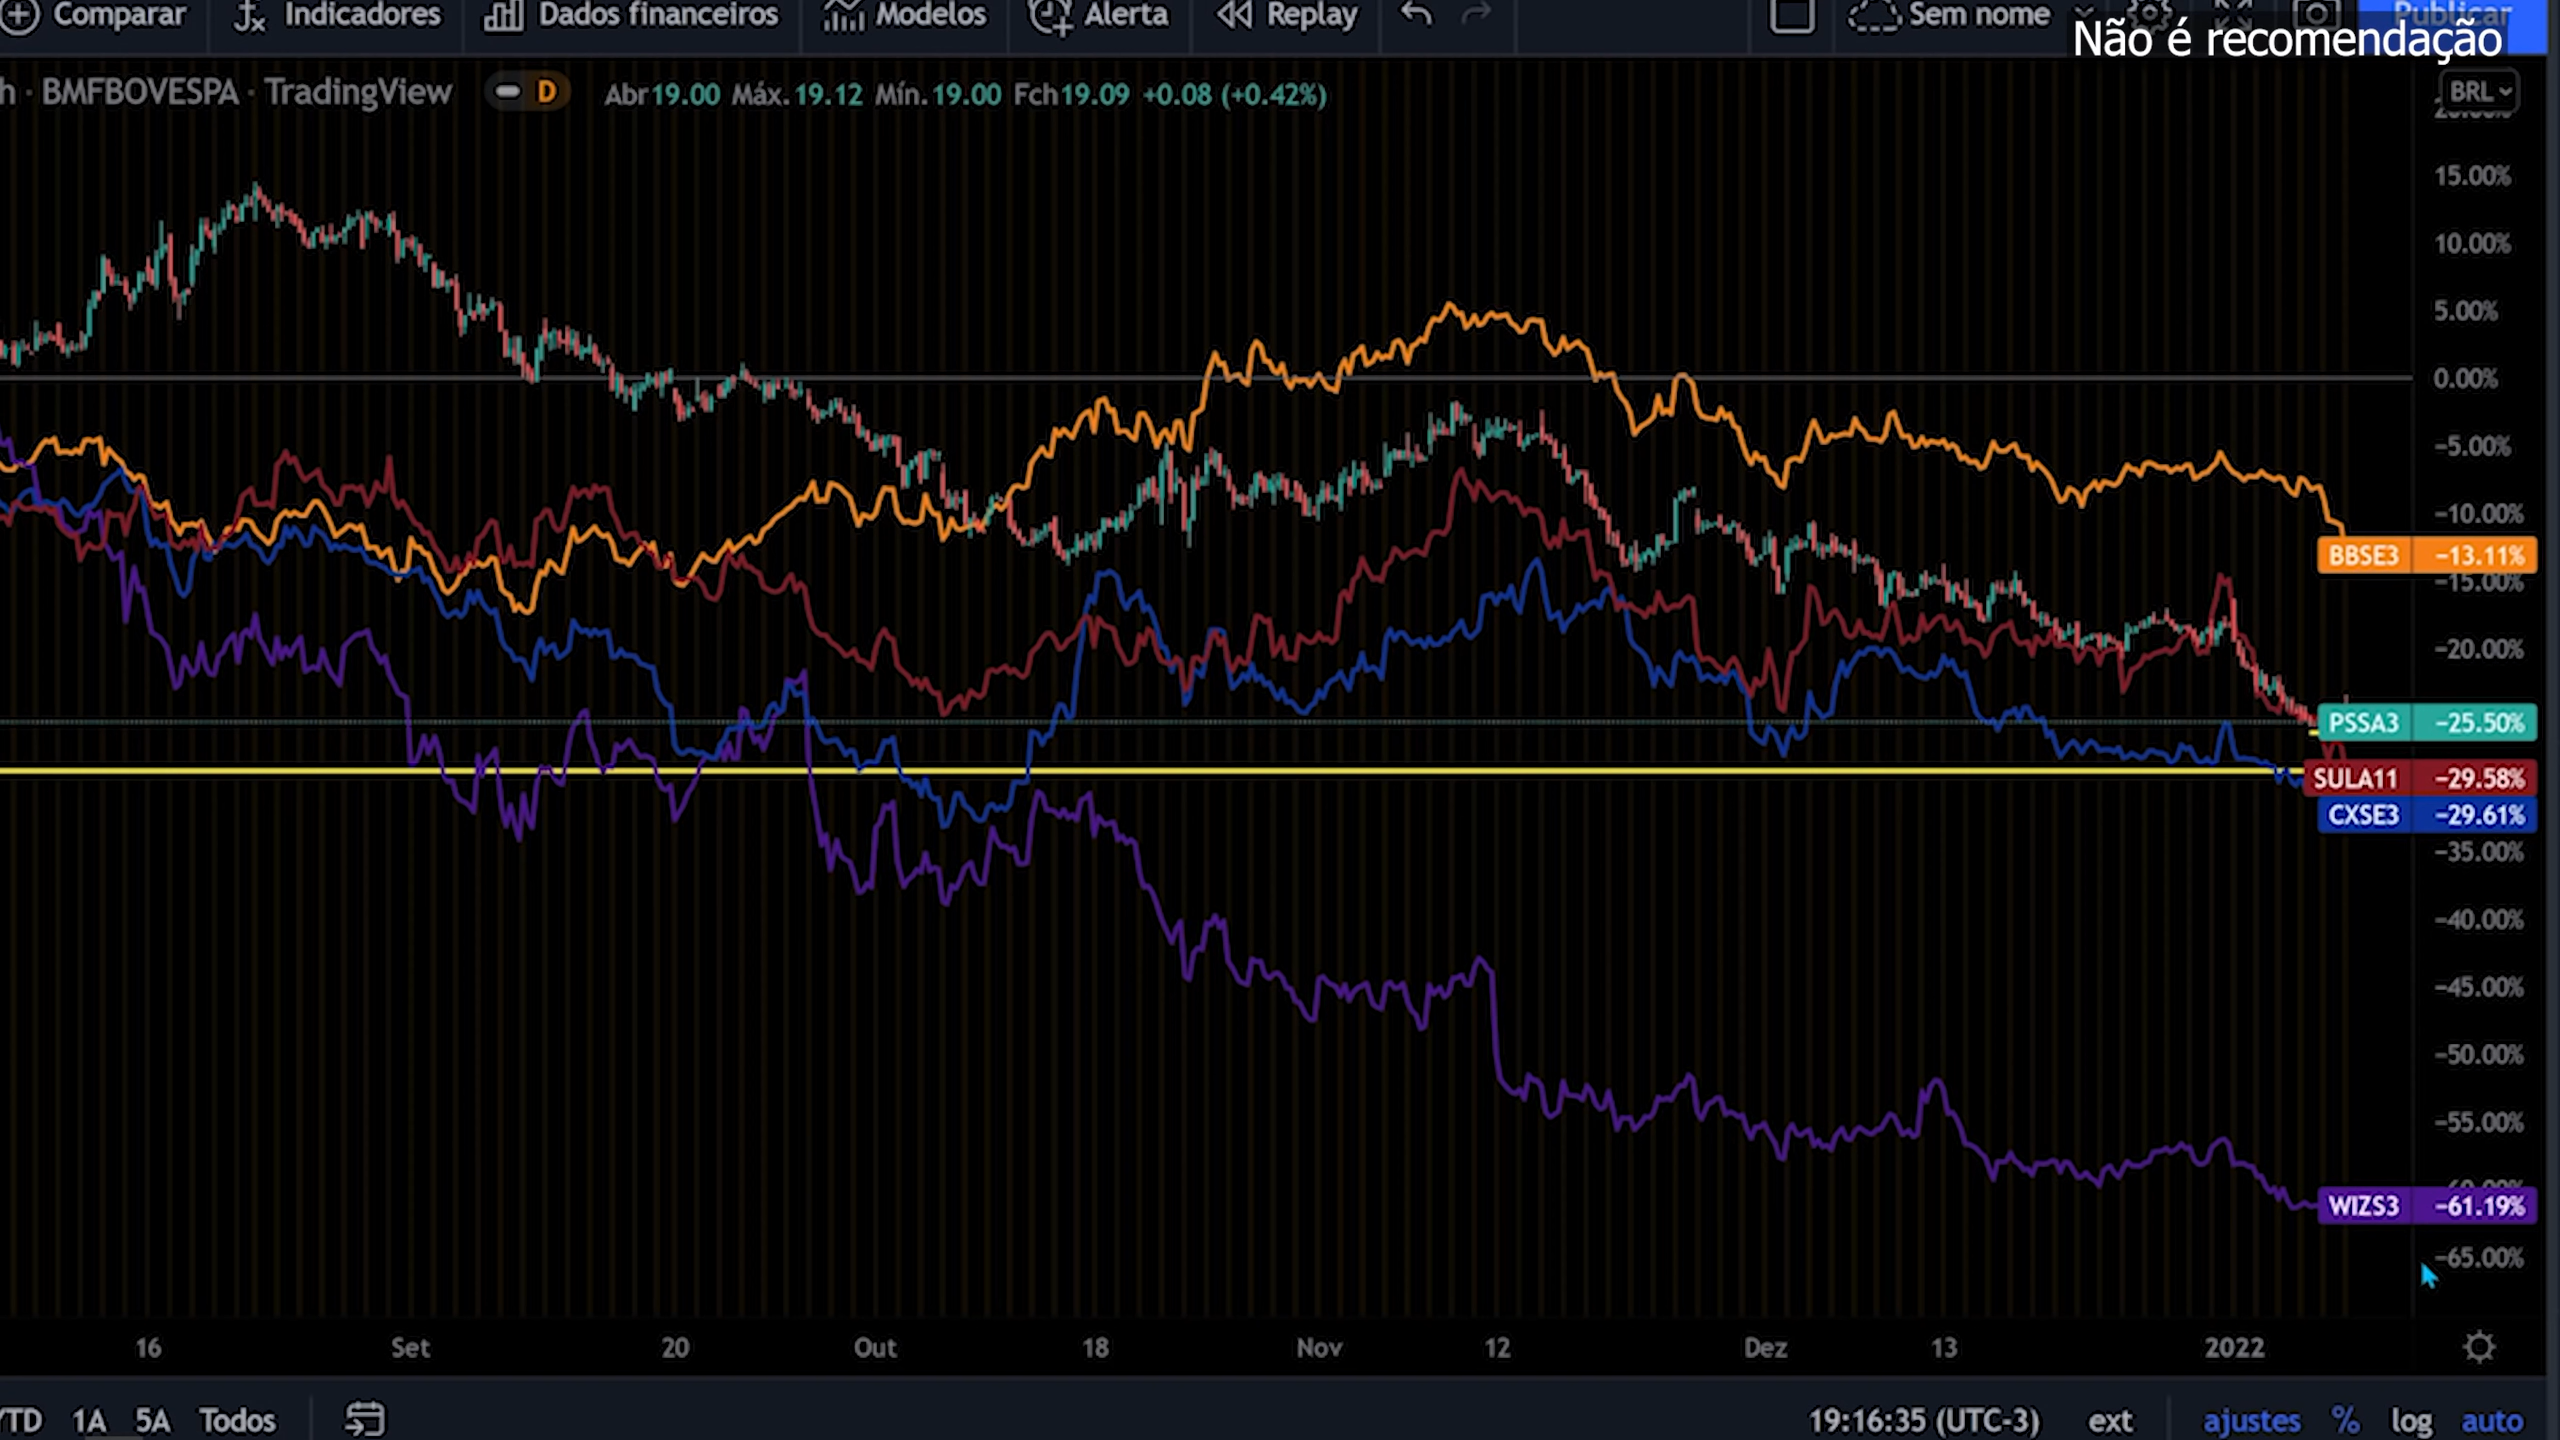 Comparar Indicadores Dados financeiros Modelos Alerta Replay Sem nome Publicar
Não é recomendação
h · BMFBOVESPA · TradingView D Abr19.00 Máx.19.12 Mín.19.00 Fch19.09 +0.08 (+0.42%)
BRL
15.00%
10.00%
5.00%
0.00%
−5.00%
−10.00%
BBSE3 −13.11%
−15.00%
−20.00%
PSSA3 −25.50%
SULA11 −29.58%
CXSE3 −29.61%
−35.00%
−40.00%
−45.00%
−50.00%
−55.00%
WIZS3 −61.19%
−65.00%
16 Set 20 Out 18 Nov 12 Dez 13 2022
YTD 1A 5A Todos 19:16:35 (UTC-3) ext ajustes % log auto